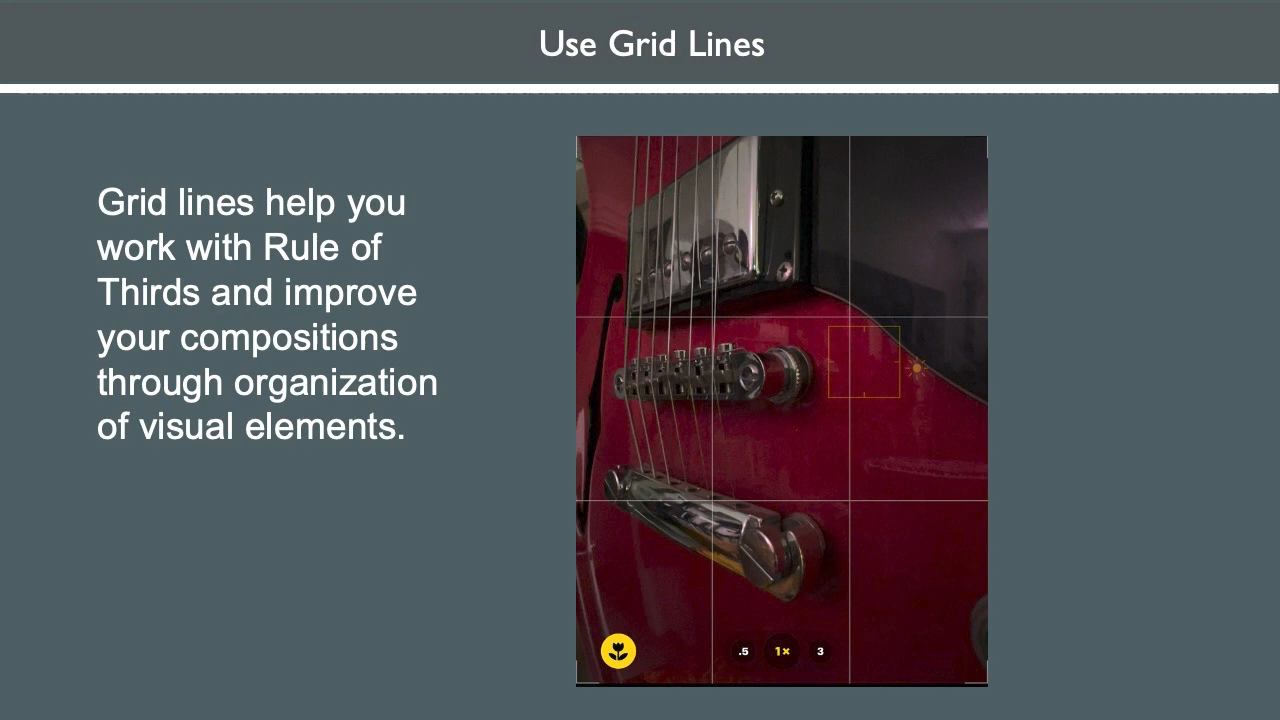 Use Grid Lines
Grid lines help you
work with Rule of
Thirds and improve
your compositions
through organization
of visual elements.
.5 1× 3